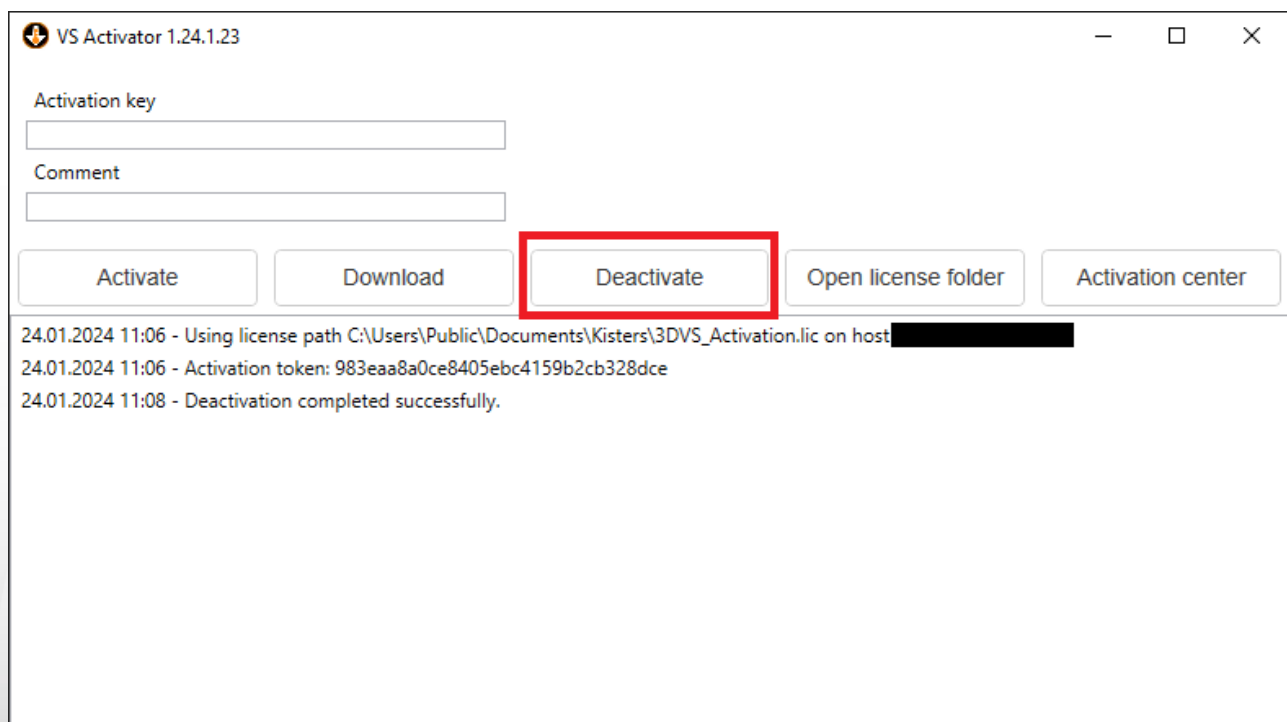 VS Activator 1.24.1.23
Activation key
Comment
Activate Download Deactivate Open license folder Activation center
24.01.2024 11:06 - Using license path C:\Users\Public\Documents\Kisters\3DVS_Activation.lic on host
24.01.2024 11:06 - Activation token: 983eaa8a0ce8405ebc4159b2cb328dce
24.01.2024 11:08 - Deactivation completed successfully.